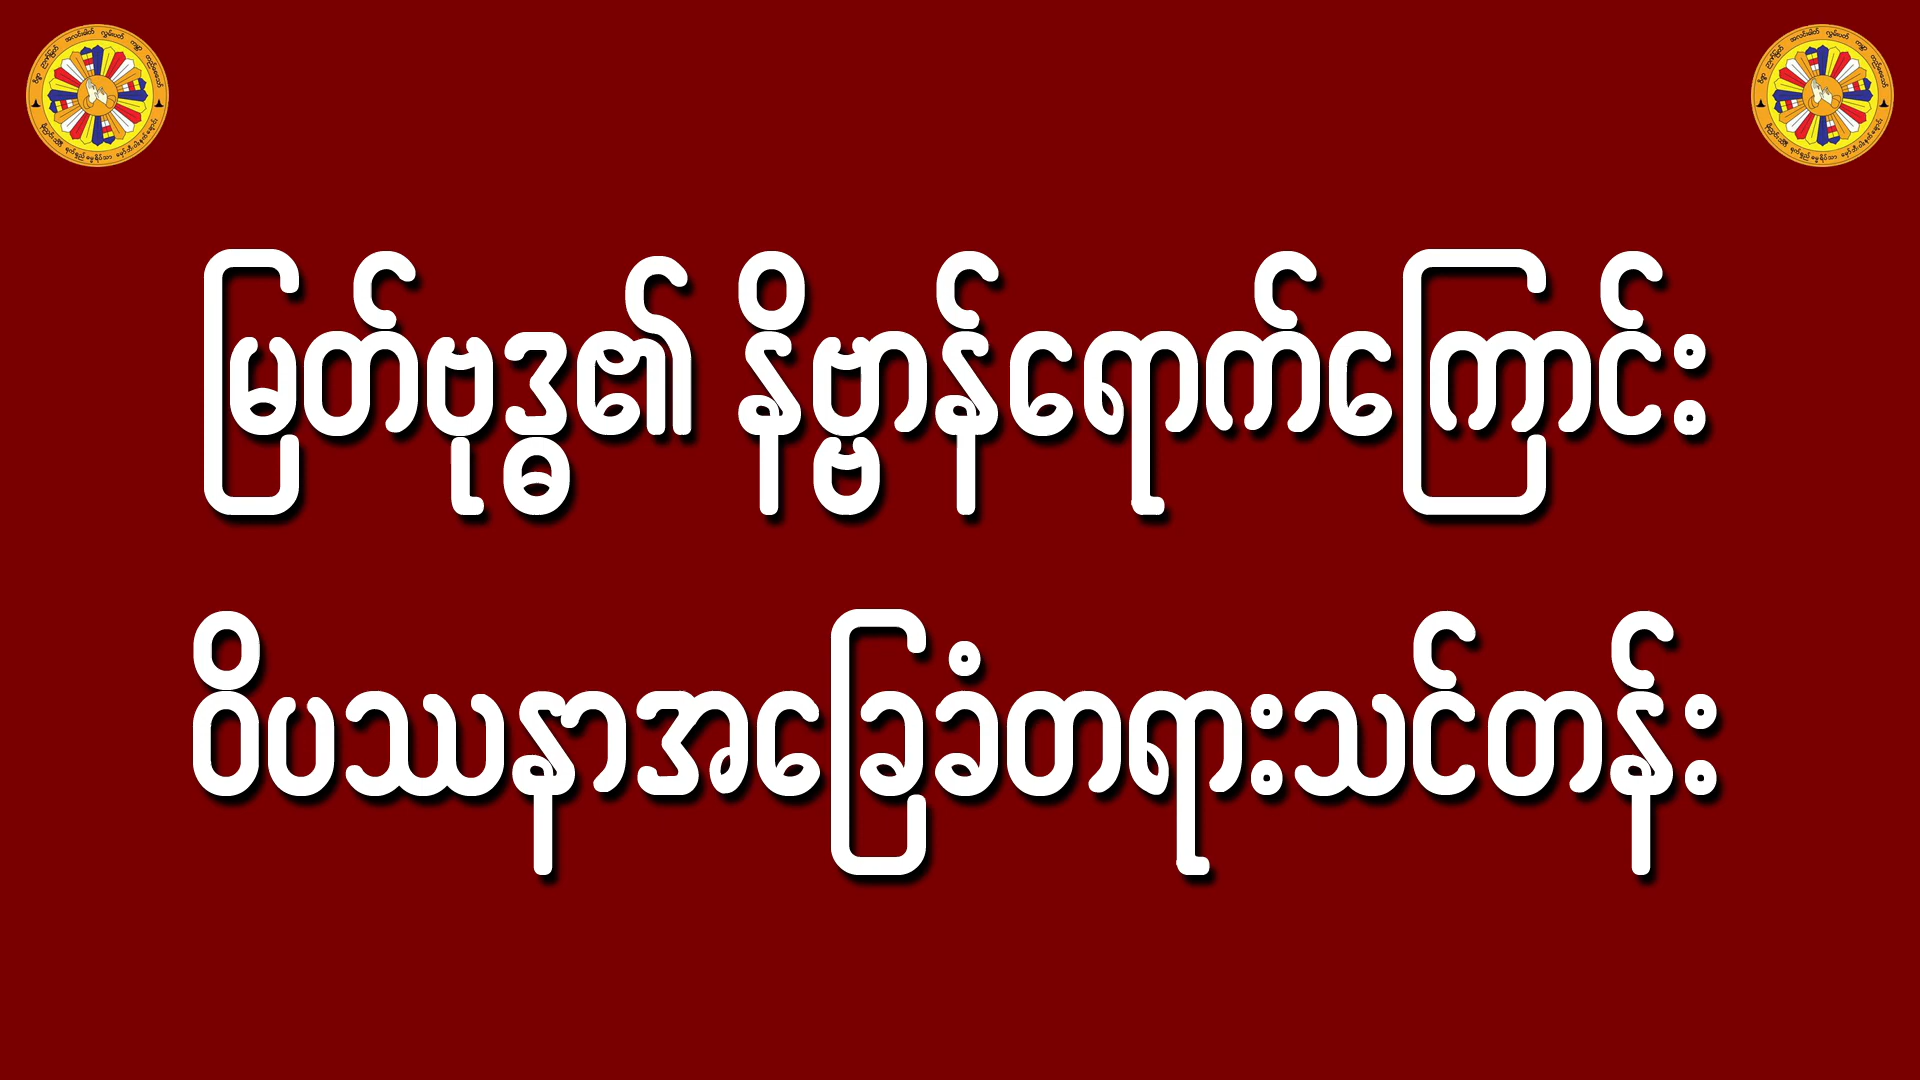 မြတ်ဗုဒ္ဓ၏ နိဗ္ဗာန်ရောက်ကြောင်း
ဝိပဿနာအခြေခံတရားသင်တန်း